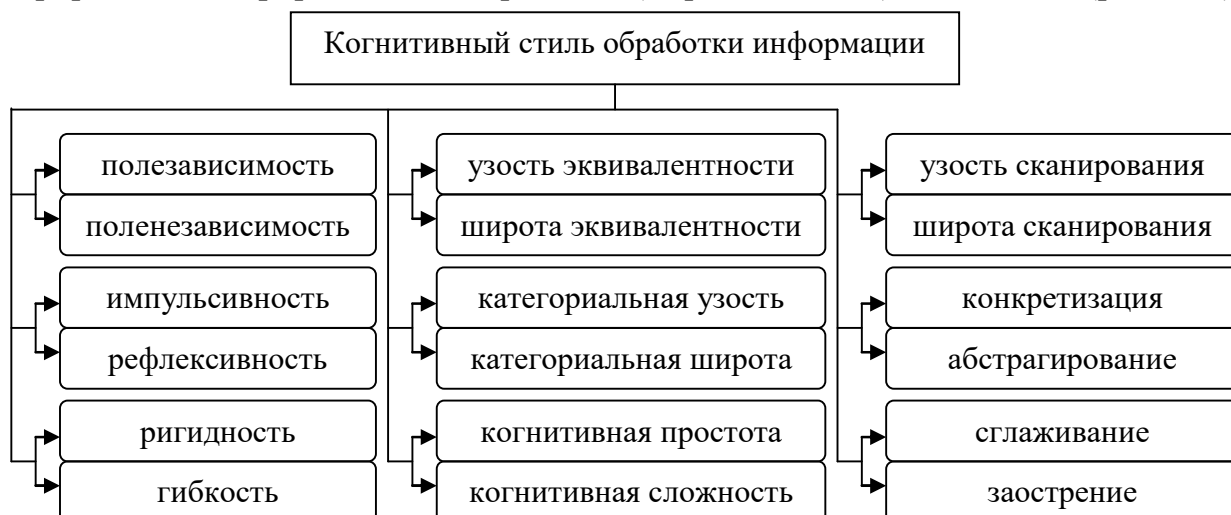 Когнитивный стиль обработки информации
полезависимость
поленезависимость
импульсивность
рефлексивность
ригидность
гибкость
узость эквивалентности
широта эквивалентности
категориальная узость
категориальная широта
когнитивная простота
когнитивная сложность
узость сканирования
широта сканирования
конкретизация
абстрагирование
сглаживание
заострение